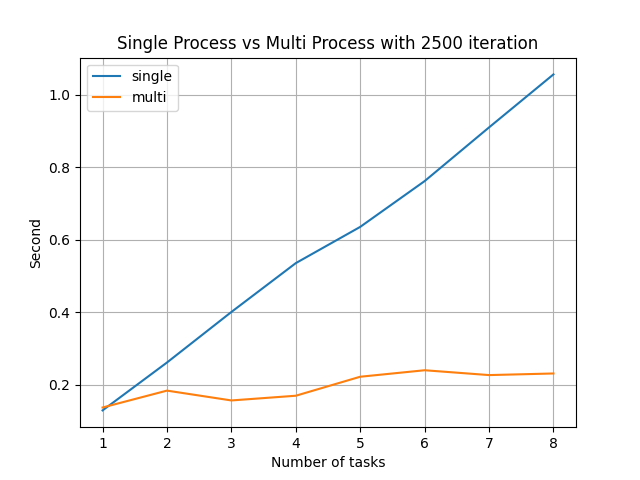 Single Process vs Multi Process with 2500 iteration
single
multi
1.0
0.8
0.6
0.4
0.2
Second
1 2 3 4 5 6 7 8
Number of tasks